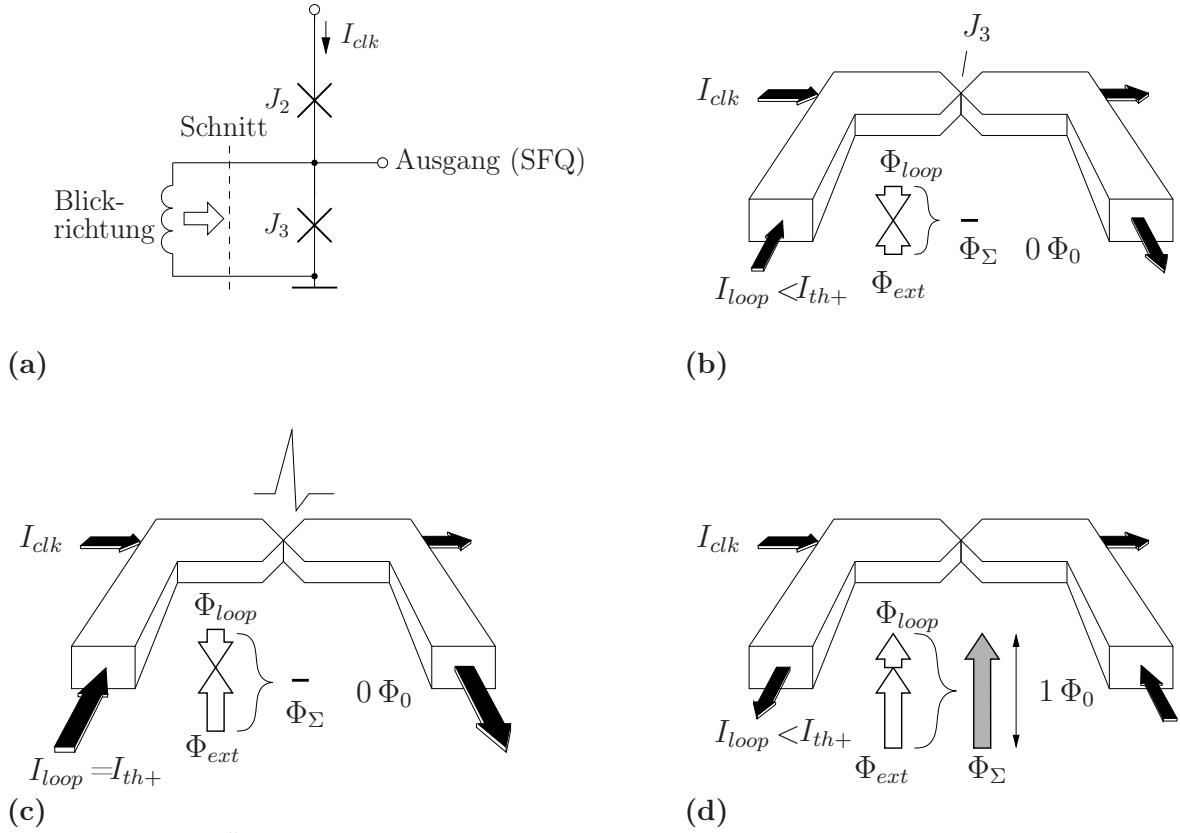 I_clk
J_2
Schnitt
Ausgang (SFQ)
Blick-
richtung
J_3
(a)
J_3
I_clk
Φ_loop
Φ_Σ 0 Φ_0
I_loop < I_th+
Φ_ext
(b)
I_clk
Φ_loop
Φ_Σ 0 Φ_0
Φ_ext
I_loop = I_th+
(c)
I_clk
Φ_loop
1 Φ_0
I_loop < I_th+
Φ_ext Φ_Σ
(d)